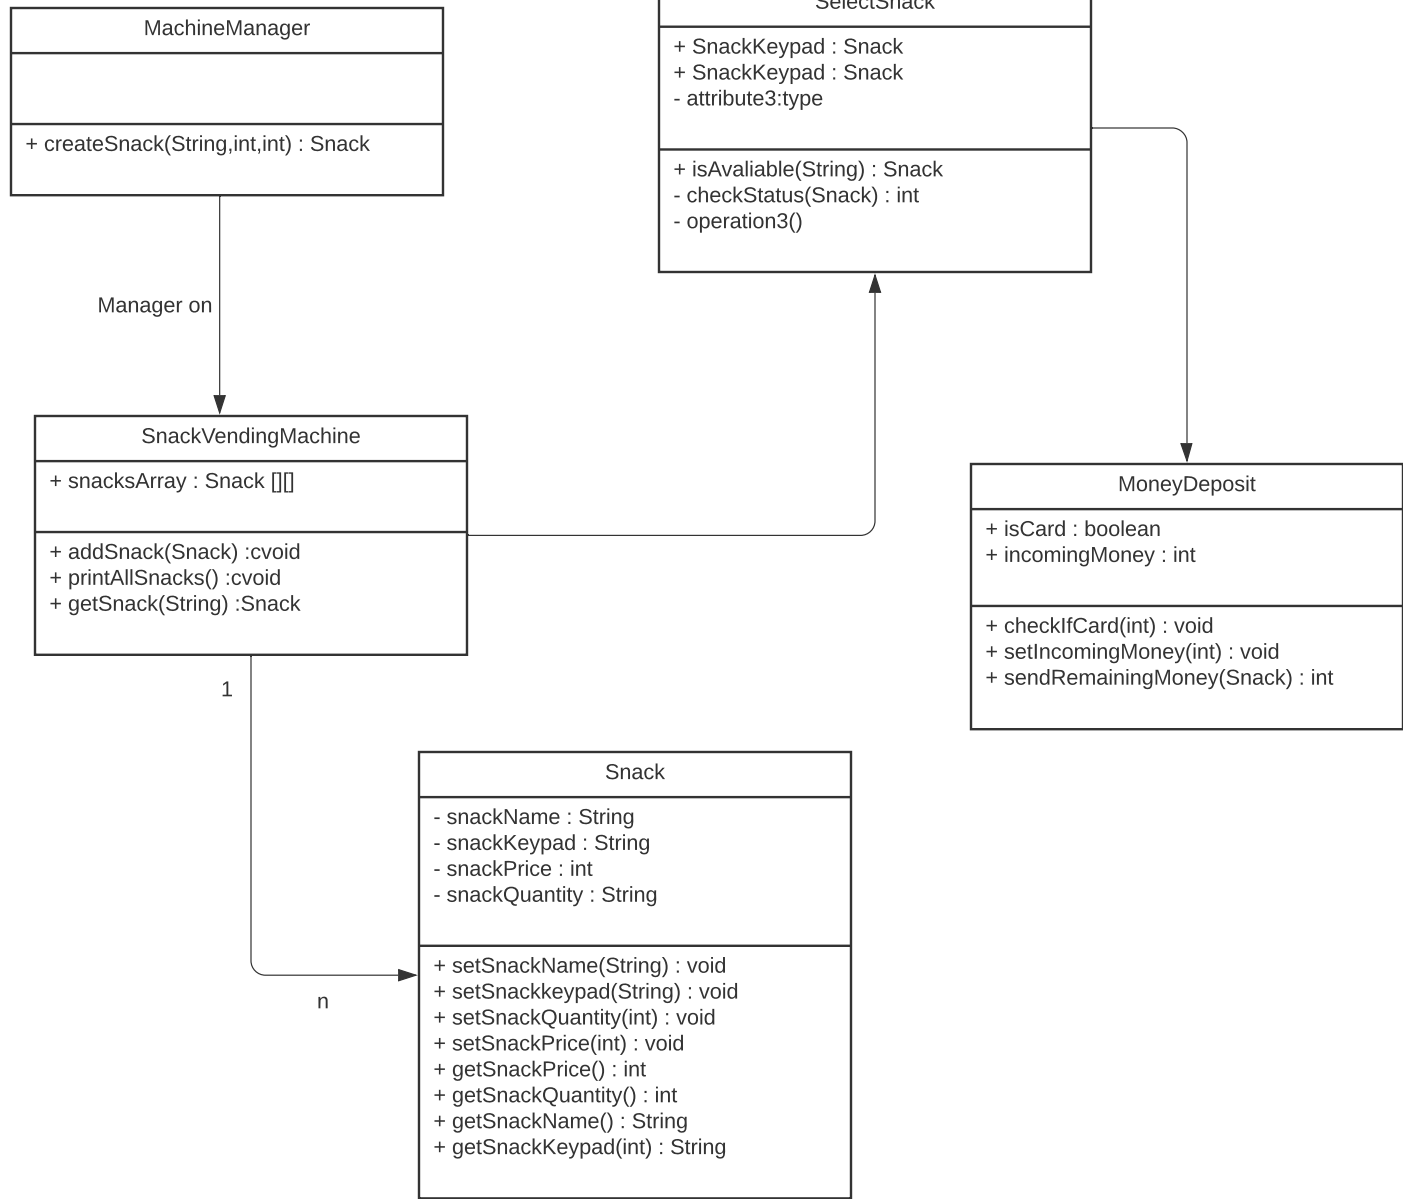 MachineManager
+ createSnack(String,int,int) : Snack
SelectSnack
+ SnackKeypad : Snack
+ SnackKeypad : Snack
- attribute3:type
+ isAvaliable(String) : Snack
- checkStatus(Snack) : int
- operation3()
Manager on
SnackVendingMachine
+ snacksArray : Snack [][]
+ addSnack(Snack) :cvoid
+ printAllSnacks() :cvoid
+ getSnack(String) :Snack
MoneyDeposit
+ isCard : boolean
+ incomingMoney : int
+ checkIfCard(int) : void
+ setIncomingMoney(int) : void
+ sendRemainingMoney(Snack) : int
1
n
Snack
- snackName : String
- snackKeypad : String
- snackPrice : int
- snackQuantity : String
+ setSnackName(String) : void
+ setSnackkeypad(String) : void
+ setSnackQuantity(int) : void
+ setSnackPrice(int) : void
+ getSnackPrice() : int
+ getSnackQuantity() : int
+ getSnackName() : String
+ getSnackKeypad(int) : String